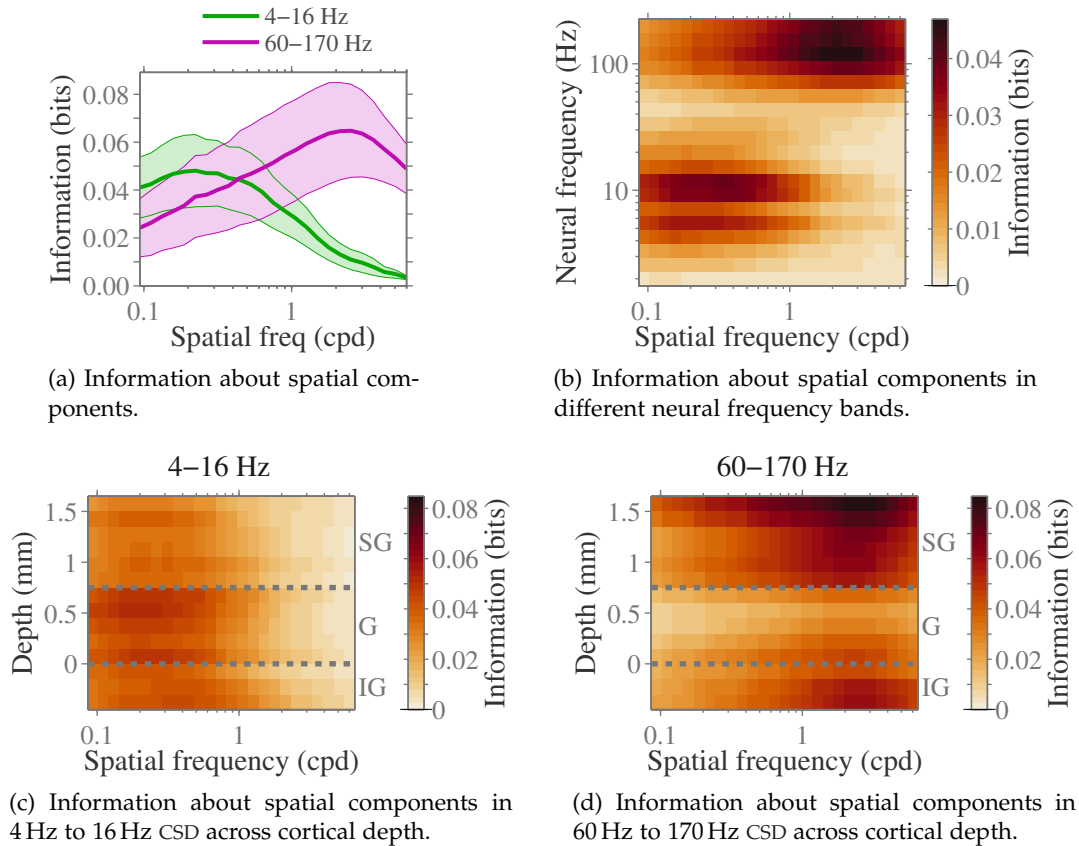 4–16 Hz
60–170 Hz
Information (bits)
0.08
0.06
0.04
0.02
0.00
0.1
1
Spatial freq (cpd)
(a) Information about spatial com-
ponents.
Neural frequency (Hz)
100
10
0.1
1
Spatial frequency (cpd)
0.04
0.03
0.02
0.01
0
Information (bits)
(b) Information about spatial components in
different neural frequency bands.
4–16 Hz
Depth (mm)
1.5
1
0.5
0
SG
G
IG
0.1
1
Spatial frequency (cpd)
0.08
0.06
0.04
0.02
0
Information (bits)
(c) Information about spatial components in
4 Hz to 16 Hz CSD across cortical depth.
60–170 Hz
Depth (mm)
1.5
1
0.5
0
SG
G
IG
0.1
1
Spatial frequency (cpd)
0.08
0.06
0.04
0.02
0
Information (bits)
(d) Information about spatial components in
60 Hz to 170 Hz CSD across cortical depth.